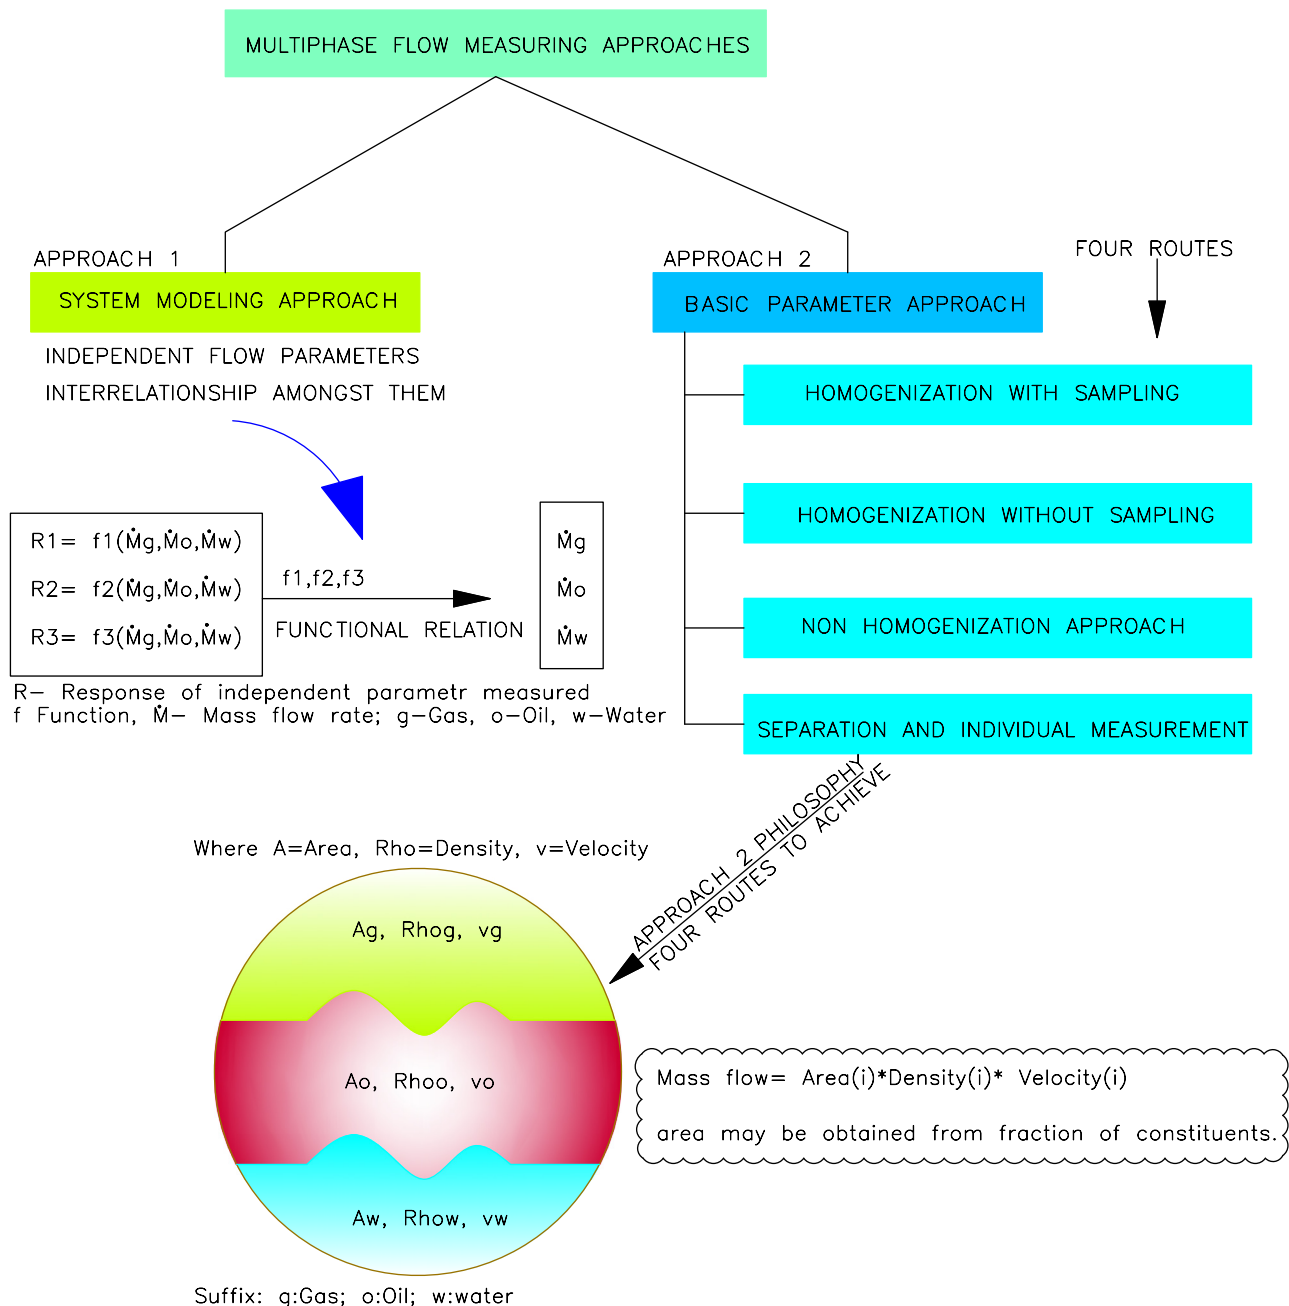 MULTIPHASE FLOW MEASURING APPROACHES
APPROACH 1
SYSTEM MODELING APPROACH
INDEPENDENT FLOW PARAMETERS
INTERRELATIONSHIP AMONGST THEM
R1= f1(Ṁg,Ṁo,Ṁw)
R2= f2(Ṁg,Ṁo,Ṁw)
R3= f3(Ṁg,Ṁo,Ṁw)
f1,f2,f3
FUNCTIONAL RELATION
Ṁg
Ṁo
Ṁw
R- Response of independent parametr measured
f Function, Ṁ- Mass flow rate; g-Gas, o-Oil, w-Water
APPROACH 2
BASIC PARAMETER APPROACH
FOUR ROUTES
HOMOGENIZATION WITH SAMPLING
HOMOGENIZATION WITHOUT SAMPLING
NON HOMOGENIZATION APPROACH
SEPARATION AND INDIVIDUAL MEASUREMENT
APPROACH 2 PHILOSOPHY
FOUR ROUTES TO ACHIEVE
Where A=Area, Rho=Density, v=Velocity
Ag, Rhog, vg
Ao, Rhoo, vo
Aw, Rhow, vw
Mass flow= Area(i)*Density(i)* Velocity(i)
area may be obtained from fraction of constituents.
Suffix: g:Gas; o:Oil; w:water